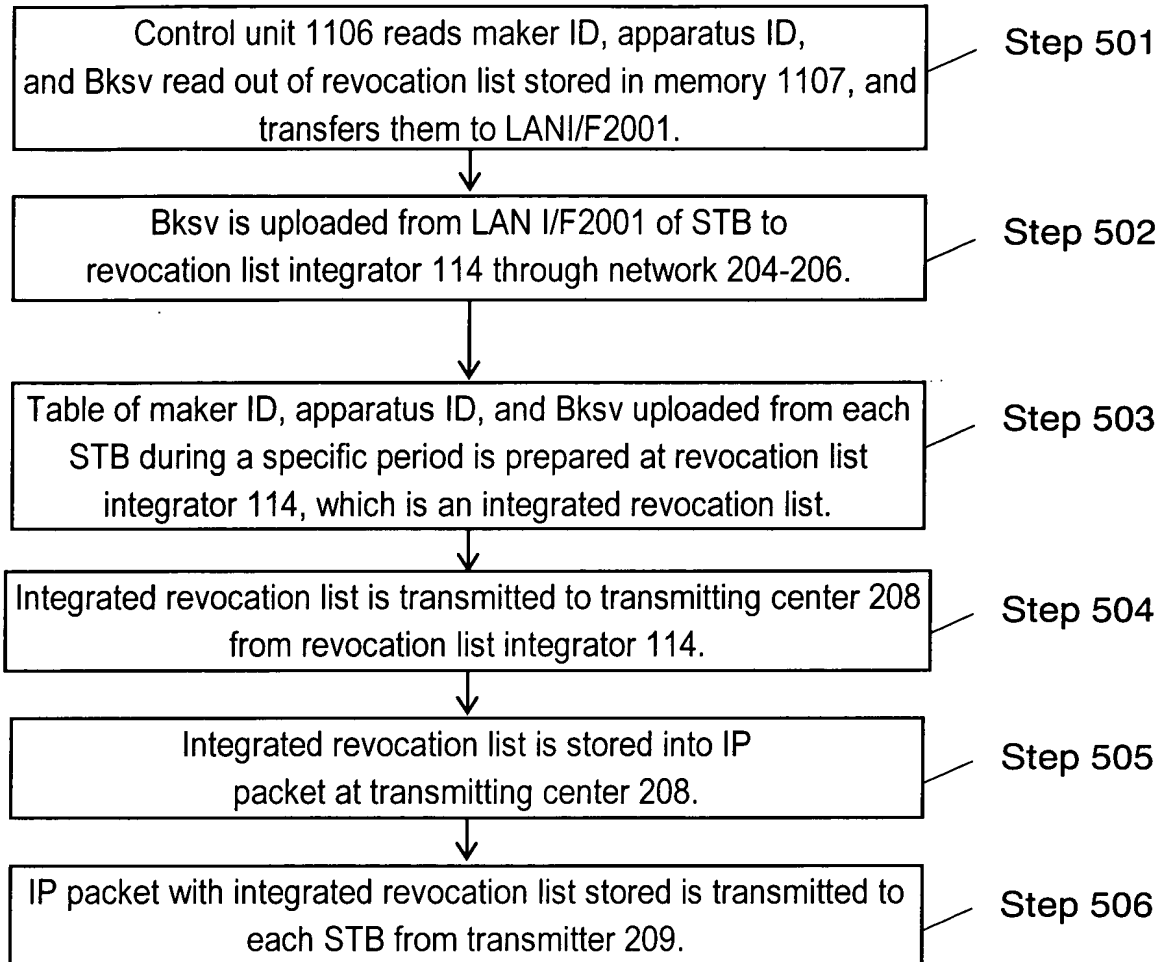 Control unit 1106 reads maker ID, apparatus ID,
and Bksv read out of revocation list stored in memory 1107, and
transfers them to LANI/F2001.
Step 501
Bksv is uploaded from LAN I/F2001 of STB to
revocation list integrator 114 through network 204-206.
Step 502
Table of maker ID, apparatus ID, and Bksv uploaded from each
STB during a specific period is prepared at revocation list
integrator 114, which is an integrated revocation list.
Step 503
Integrated revocation list is transmitted to transmitting center 208
from revocation list integrator 114.
Step 504
Integrated revocation list is stored into IP
packet at transmitting center 208.
Step 505
IP packet with integrated revocation list stored is transmitted to
each STB from transmitter 209.
Step 506